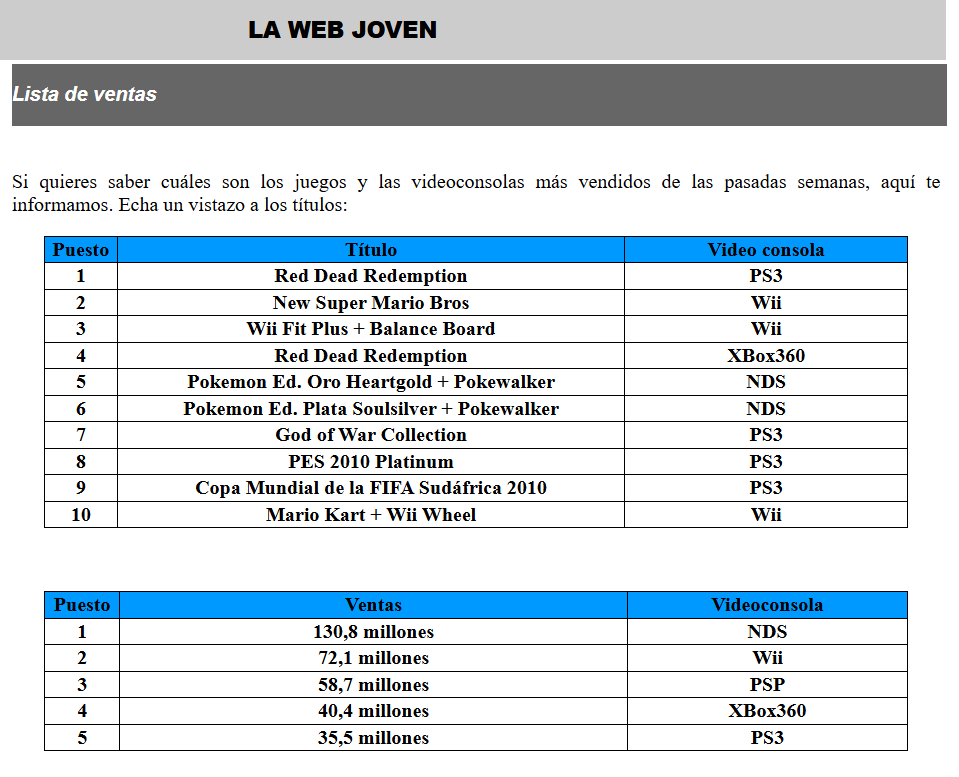 LA WEB JOVEN
Lista de ventas
Si quieres saber cuáles son los juegos y las videoconsolas más vendidos de las pasadas semanas, aquí te
informamos. Echa un vistazo a los títulos:
Puesto Título Video consola
1 Red Dead Redemption PS3
2 New Super Mario Bros Wii
3 Wii Fit Plus + Balance Board Wii
4 Red Dead Redemption XBox360
5 Pokemon Ed. Oro Heartgold + Pokewalker NDS
6 Pokemon Ed. Plata Soulsilver + Pokewalker NDS
7 God of War Collection PS3
8 PES 2010 Platinum PS3
9 Copa Mundial de la FIFA Sudáfrica 2010 PS3
10 Mario Kart + Wii Wheel Wii
Puesto Ventas Videoconsola
1 130,8 millones NDS
2 72,1 millones Wii
3 58,7 millones PSP
4 40,4 millones XBox360
5 35,5 millones PS3